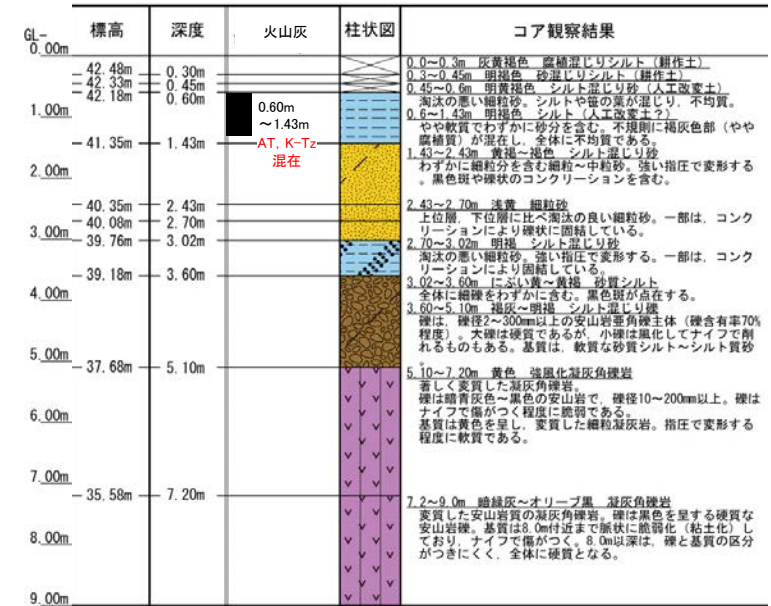 標高 深度 火山灰 柱状図 コア観察結果
GL-
0.00m
1.00m
2.00m
3.00m
4.00m
5.00m
6.00m
7.00m
8.00m
9.00m
42.48m 0.30m
42.33m 0.45m
42.18m 0.60m
41.35m 1.43m
40.35m 2.43m
40.08m 2.70m
39.76m 3.02m
39.18m 3.60m
37.68m 5.10m
35.58m 7.20m
0.60m
～1.43m
AT, K-Tz
混在
0.0～0.3m 灰黄褐色 腐植混じりシルト（耕作土）
0.3～0.45m 明褐色 砂混じりシルト（耕作土）
0.45～0.6m 明黄褐色 シルト混じり砂（人工改変土）
淘汰の悪い細粒砂。シルトや笹の葉が混じり、不均質。
0.6～1.43m 明褐色 シルト（人工改変土？）
やや軟質でわずかに砂分を含む。不規則に褐灰色部（やや
腐植質）が混在し、全体に不均質である。
1.43～2.43m 黄褐～褐色 シルト混じり砂
わずかに細粒分を含む細粒～中粒砂。強い指圧で変形する
。黒色斑や礫状のコンクリーションを含む。
2.43～2.70m 浅黄 細粒砂
上位層、下位層に比べ淘汰の良い細粒砂。一部は、コンク
リーションにより礫状に固結している。
2.70～3.02m 明褐 シルト混じり砂
淘汰の悪い細粒砂。強い指圧で変形する。一部は、コンク
リーションにより固結している。
3.02～3.60m にぶい黄～黄褐 砂質シルト
全体に細礫をわずかに含む。黒色斑が点在する。
3.60～5.10m 褐灰～明褐 シルト混じり礫
礫は、礫径2～300mm以上の安山岩亜角礫主体（礫含有率70%
程度）。大礫は硬質であるが、小礫は風化してナイフで削
れるものもある。基質は、軟質な砂質シルト～シルト質砂
。
5.10～7.20m 黄色 強風化凝灰角礫岩
著しく変質した凝灰角礫岩。
礫は暗青灰色～黒色の安山岩で、礫径10～200mm以上。礫は
ナイフで傷がつく程度に脆弱である。
基質は黄色を呈し、変質した細粒凝灰岩。指圧で変形する
程度に軟質である。
7.2～9.0m 暗緑灰～オリーブ黒 凝灰角礫岩
変質した安山岩質の凝灰角礫岩。礫は黒色を呈する硬質な
安山岩礫。基質は8.0m付近まで脈状に脆弱化（粘土化）し
ており、ナイフで傷がつく。8.0m以深は、礫と基質の区分
がつきにくく、全体に硬質となる。